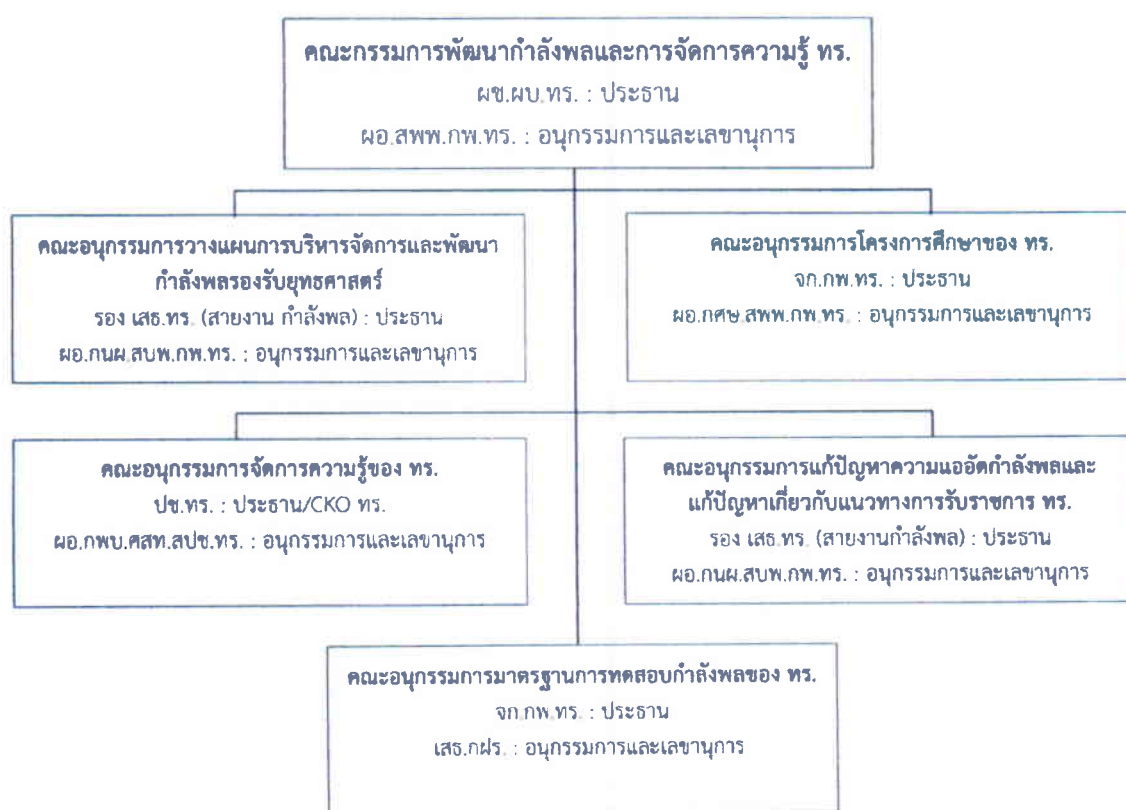 คณะกรรมการพัฒนากำลังพลและการจัดการความรู้ ทร.
ผช.ผบ.ทร. : ประธาน
ผอ.สพพ.กพ.ทร. : อนุกรรมการและเลขานุการ
คณะอนุกรรมการวางแผนการบริหารจัดการและพัฒนา
กำลังพลรองรับยุทธศาสตร์
รอง เสธ.ทร. (สายงาน กำลังพล) : ประธาน
ผอ.กนผ.สบพ.กพ.ทร. : อนุกรรมการและเลขานุการ
คณะอนุกรรมการโครงการศึกษาของ ทร.
จก.กพ.ทร. : ประธาน
ผอ.กศษ.สพพ.กพ.ทร. : อนุกรรมการและเลขานุการ
คณะอนุกรรมการจัดการความรู้ของ ทร.
ปช.ทร. : ประธาน/CKO ทร.
ผอ.กพบ.ศสท.สปช.ทร. : อนุกรรมการและเลขานุการ
คณะอนุกรรมการแก้ปัญหาความแออัดกำลังพลและ
แก้ปัญหาเกี่ยวกับแนวทางการรับราชการ ทร.
รอง เสธ.ทร. (สายงานกำลังพล) : ประธาน
ผอ.กนผ.สบพ.กพ.ทร. : อนุกรรมการและเลขานุการ
คณะอนุกรรมการมาตรฐานการทดสอบกำลังพลของ ทร.
จก.กพ.ทร. : ประธาน
เสธ.กฝร. : อนุกรรมการและเลขานุการ